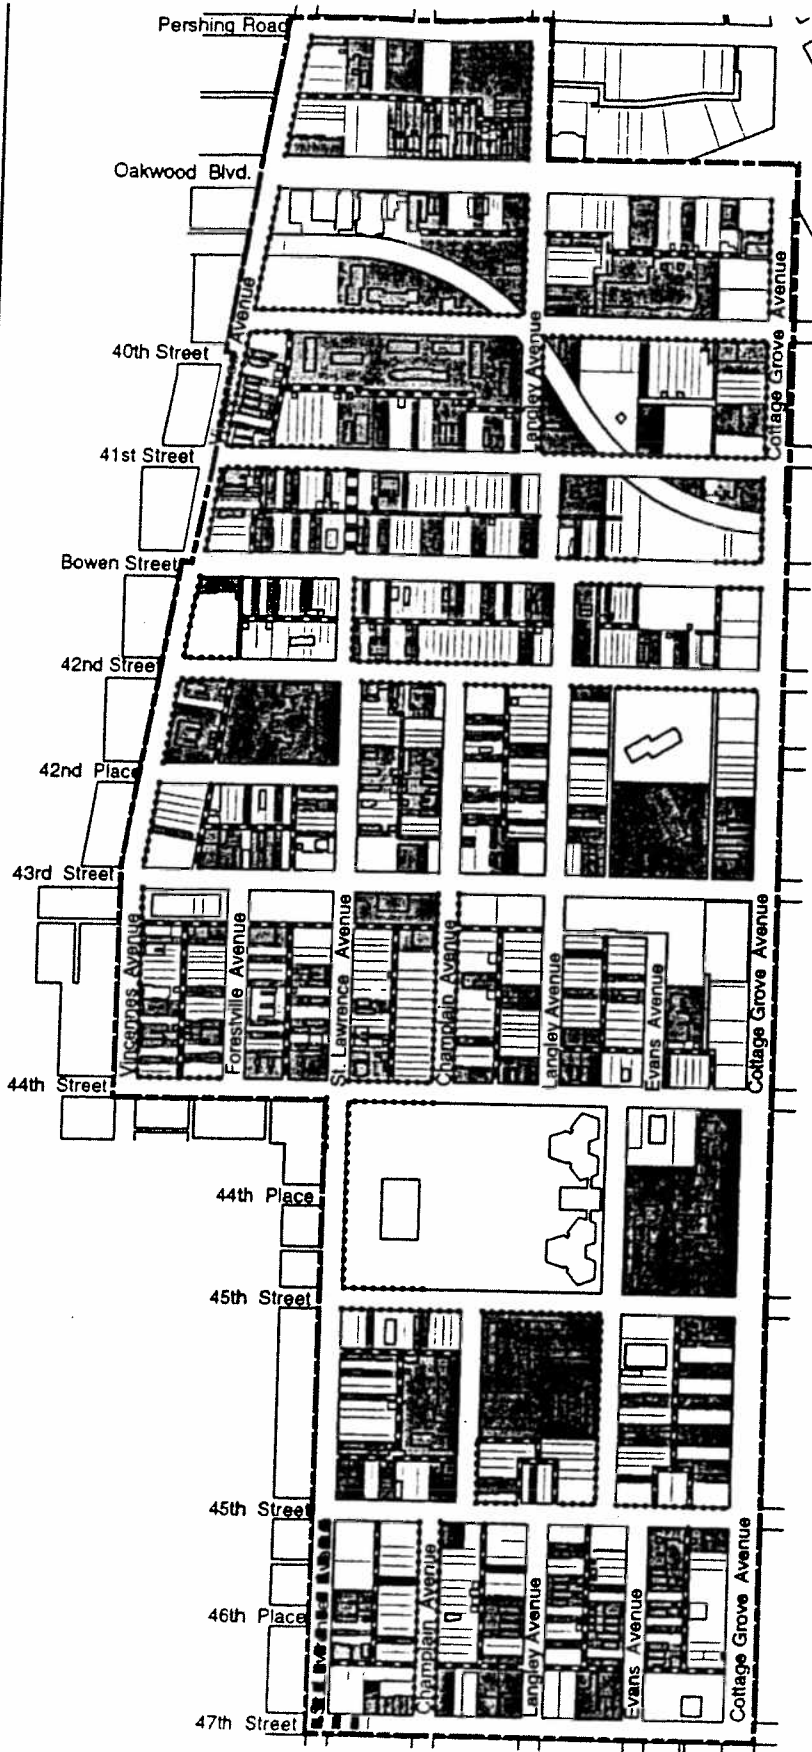 Pershing Road
Oakwood Blvd.
Avenue
40th Street
Langley Avenue
Cottage Grove Avenue
41st Street
Bowen Street
42nd Street
42nd Place
43rd Street
Vincennes Avenue
Forestville Avenue
St. Lawrence Avenue
Champlain Avenue
Langley Avenue
Evans Avenue
Cottage Grove Avenue
44th Street
44th Place
45th Street
45th Street
46th Place
Champlain Avenue
Langley Avenue
Evans Avenue
Cottage Grove Avenue
47th Street